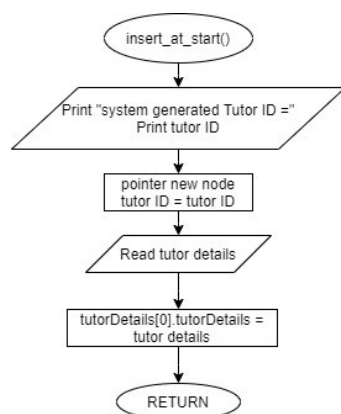 insert_at_start()
Print "system generated Tutor ID ="
Print tutor ID
pointer new node
tutor ID = tutor ID
Read tutor details
tutorDetails[0].tutorDetails =
tutor details
RETURN